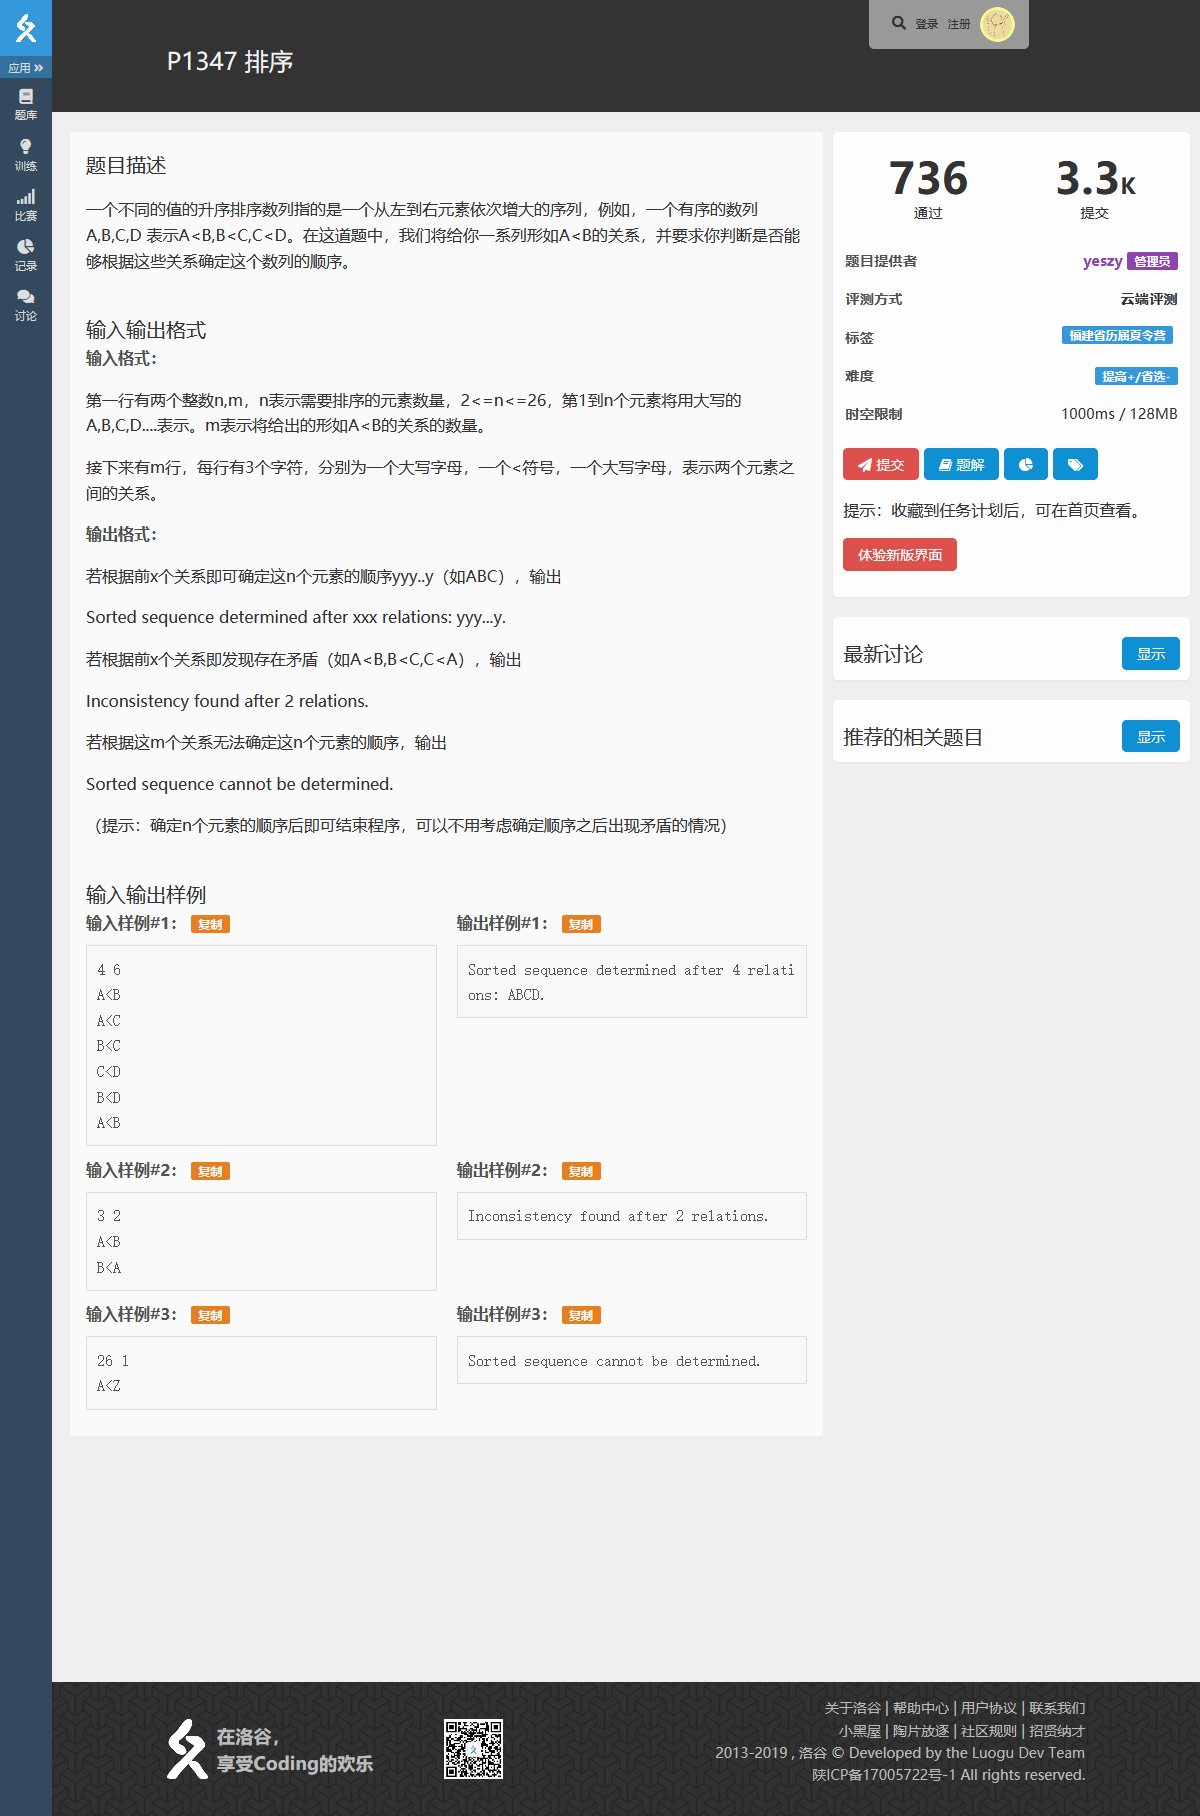 登录 注册
P1347 排序
应用
题库
训练
比赛
记录
讨论
题目描述
一个不同的值的升序排序数列指的是一个从左到右元素依次增大的序列，例如，一个有序的数列
A,B,C,D 表示A<B,B<C,C<D。在这道题中，我们将给你一系列形如A<B的关系，并要求你判断是否能
够根据这些关系确定这个数列的顺序。
输入输出格式
输入格式：
第一行有两个整数n,m，n表示需要排序的元素数量，2<=n<=26，第1到n个元素将用大写的
A,B,C,D....表示。m表示将给出的形如A<B的关系的数量。
接下来有m行，每行有3个字符，分别为一个大写字母，一个<符号，一个大写字母，表示两个元素之
间的关系。
输出格式：
若根据前x个关系即可确定这n个元素的顺序yyy..y（如ABC），输出
Sorted sequence determined after xxx relations: yyy...y.
若根据前x个关系即发现存在矛盾（如A<B,B<C,C<A），输出
Inconsistency found after 2 relations.
若根据这m个关系无法确定这n个元素的顺序，输出
Sorted sequence cannot be determined.
（提示：确定n个元素的顺序后即可结束程序，可以不用考虑确定顺序之后出现矛盾的情况）
输入输出样例
输入样例#1： 复制
4 6
A<B
A<C
B<C
C<D
B<D
A<B
输出样例#1： 复制
Sorted sequence determined after 4 relati
ons: ABCD.
输入样例#2： 复制
3 2
A<B
B<A
输出样例#2： 复制
Inconsistency found after 2 relations.
输入样例#3： 复制
26 1
A<Z
输出样例#3： 复制
Sorted sequence cannot be determined.
736 3.3K
通过 提交
题目提供者 yeszy 管理员
评测方式 云端评测
标签 福建省历届夏令营
难度 提高+/省选-
时空限制 1000ms / 128MB
提交 题解
提示：收藏到任务计划后，可在首页查看。
体验新版界面
最新讨论 显示
推荐的相关题目 显示
在洛谷，
享受Coding的欢乐
关于洛谷 | 帮助中心 | 用户协议 | 联系我们
小黑屋 | 陶片放逐 | 社区规则 | 招贤纳才
2013-2019 , 洛谷 © Developed by the Luogu Dev Team
陕ICP备17005722号-1 All rights reserved.